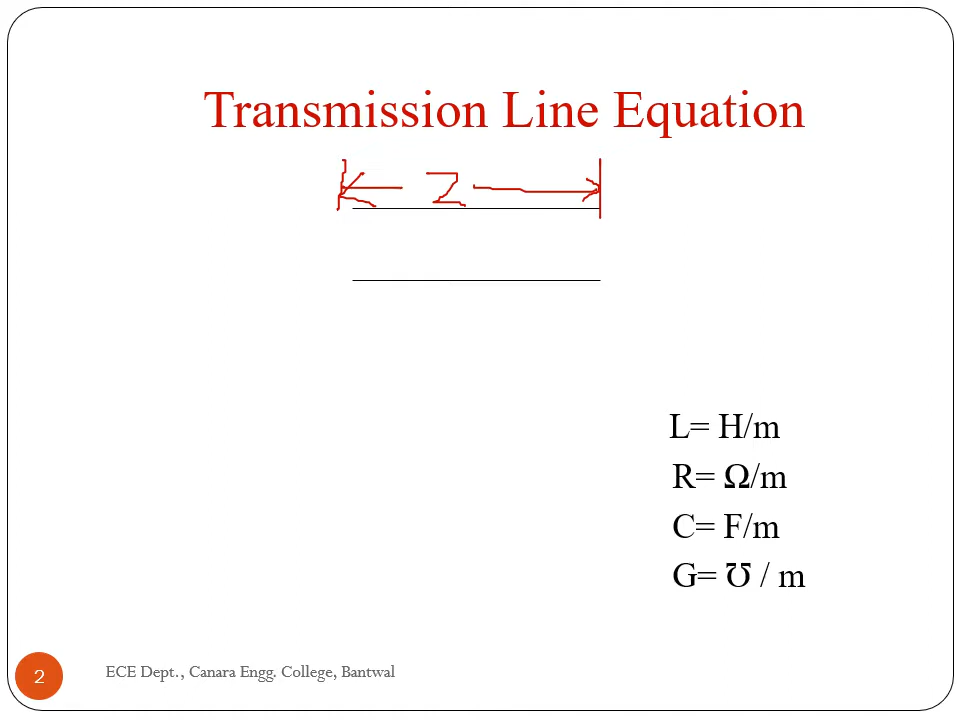 Transmission Line Equation
Z
L= H/m
R= Ω/m
C= F/m
G= ℧ / m
2
ECE Dept., Canara Engg. College, Bantwal